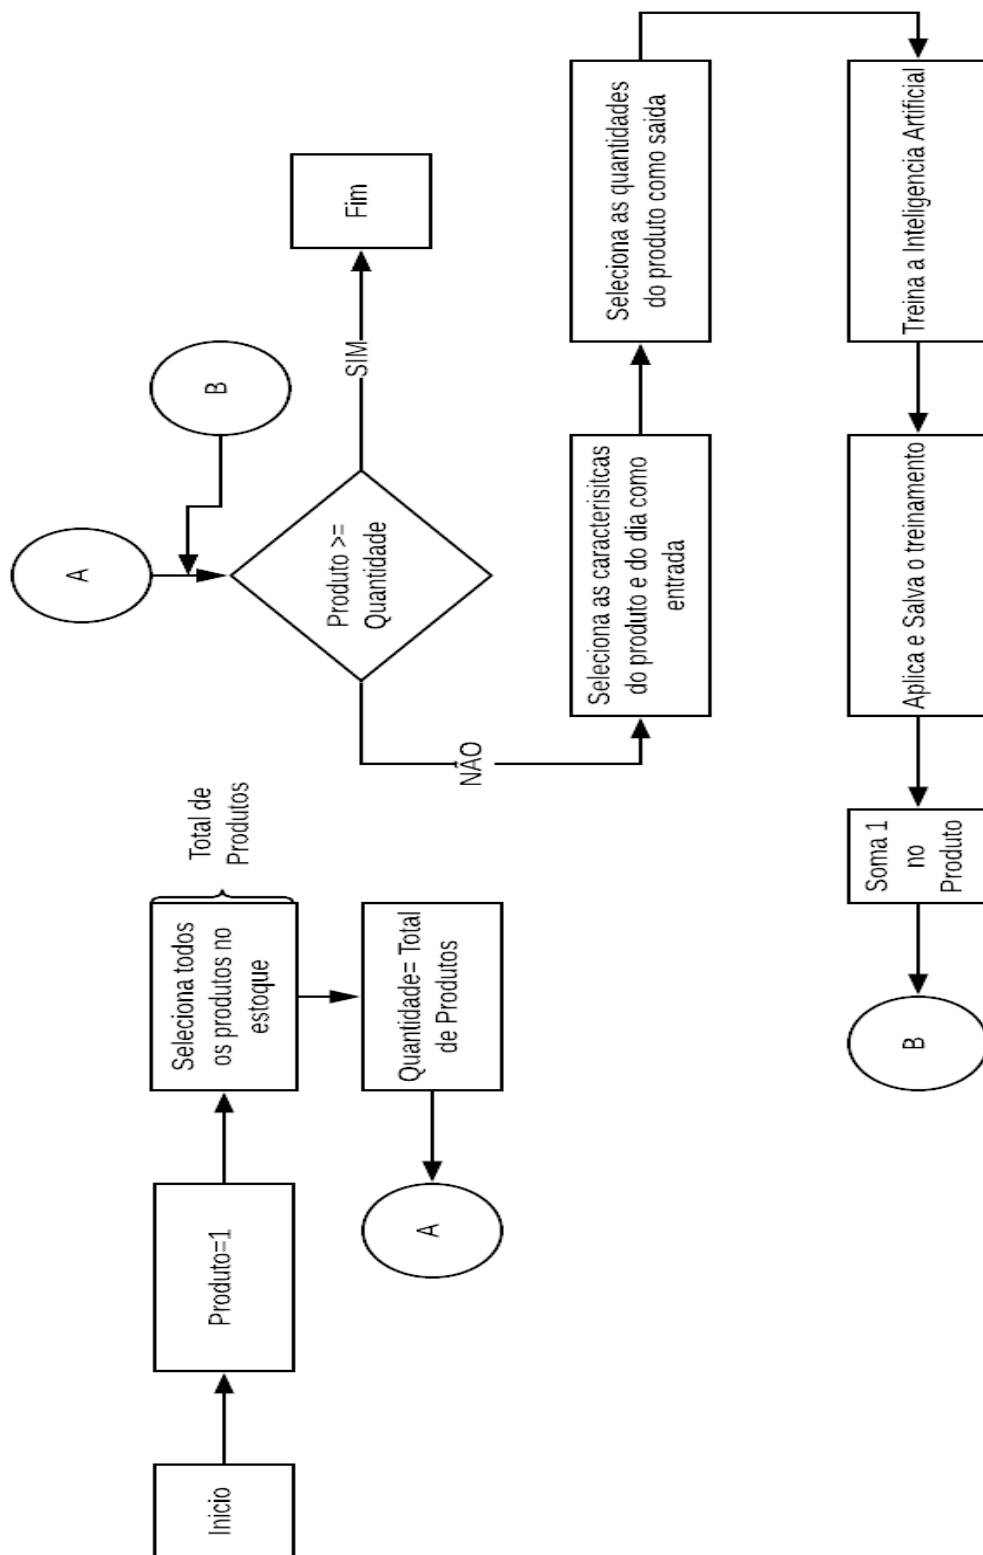 Inicio
Produto=1
Seleciona todos
os produtos no
estoque
Total de
Produtos
Quantidade= Total
de Produtos
A
A
B
Produto >=
Quantidade
SIM
Fim
NÃO
Seleciona as caracterisitcas
do produto e do dia como
entrada
Seleciona as quantidades
do produto como saida
Treina a Inteligencia Artificial
Aplica e Salva o treinamento
Soma 1
no
Produto
B